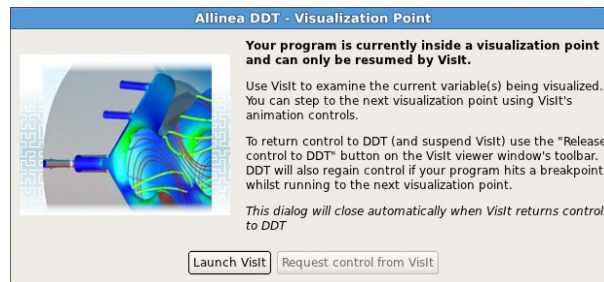 Allinea DDT - Visualization Point
Your program is currently inside a visualization point
and can only be resumed by VisIt.
Use VisIt to examine the current variable(s) being visualized.
You can step to the next visualization point using VisIt's
animation controls.
To return control to DDT (and suspend VisIt) use the "Release
control to DDT" button on the VisIt viewer window's toolbar.
DDT will also regain control if your program hits a breakpoint
whilst running to the next visualization point.
This dialog will close automatically when VisIt returns control
to DDT
Launch VisIt
Request control from VisIt